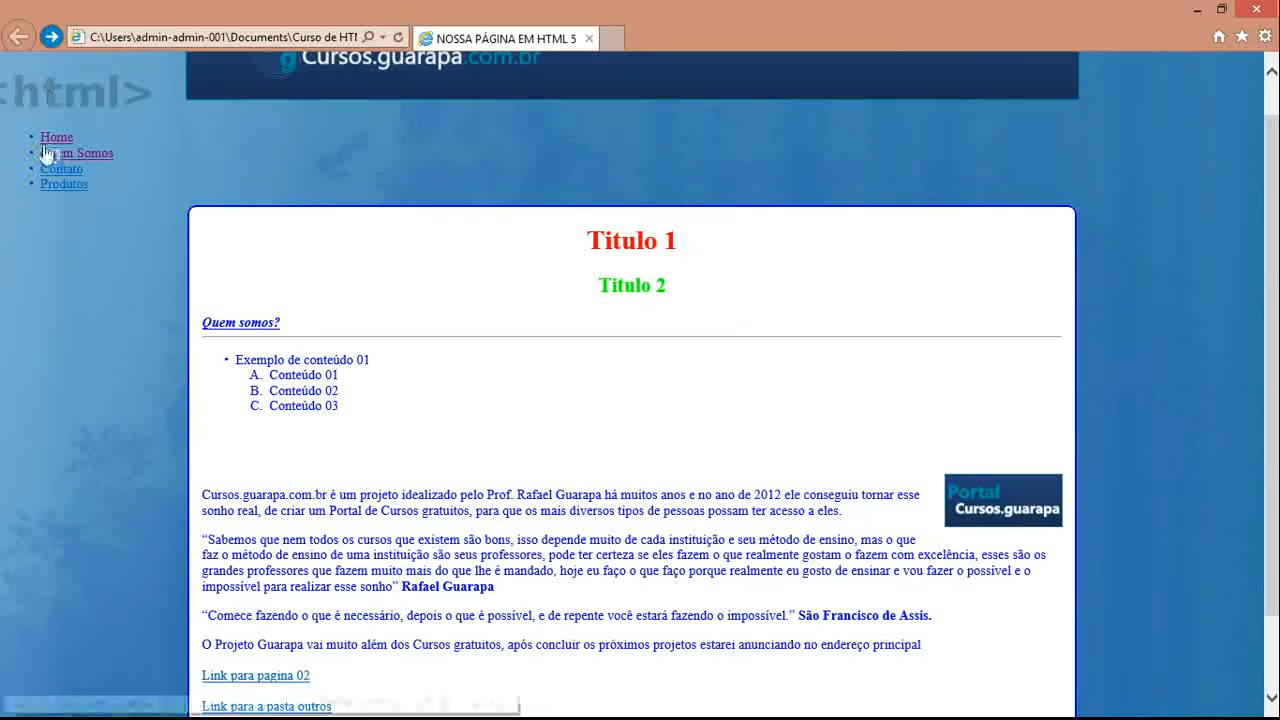 C:\Users\admin-admin-001\Documents\Curso de HTM
NOSSA PÁGINA EM HTML 5
Cursos.guarapa.com.br
<html>
• Home
• Somos
• Contato
• Produtos
Titulo 1
Titulo 2
Quem somos?
• Exemplo de conteúdo 01
A. Conteúdo 01
B. Conteúdo 02
C. Conteúdo 03
Portal
Cursos.guarapa
Cursos.guarapa.com.br é um projeto idealizado pelo Prof. Rafael Guarapa há muitos anos e no ano de 2012 ele conseguiu tornar esse
sonho real, de criar um Portal de Cursos gratuitos, para que os mais diversos tipos de pessoas possam ter acesso a eles.
“Sabemos que nem todos os cursos que existem são bons, isso depende muito de cada instituição e seu método de ensino, mas o que
faz o método de ensino de uma instituição são seus professores, pode ter certeza se eles fazem o que realmente gostam o fazem com excelência, esses são os
grandes professores que fazem muito mais do que lhe é mandado, hoje eu faço o que faço porque realmente eu gosto de ensinar e vou fazer o possível e o
impossível para realizar esse sonho” Rafael Guarapa
“Comece fazendo o que é necessário, depois o que é possível, e de repente você estará fazendo o impossível.” São Francisco de Assis.
O Projeto Guarapa vai muito além dos Cursos gratuitos, após concluir os próximos projetos estarei anunciando no endereço principal
Link para pagina 02
Link para a pasta outros